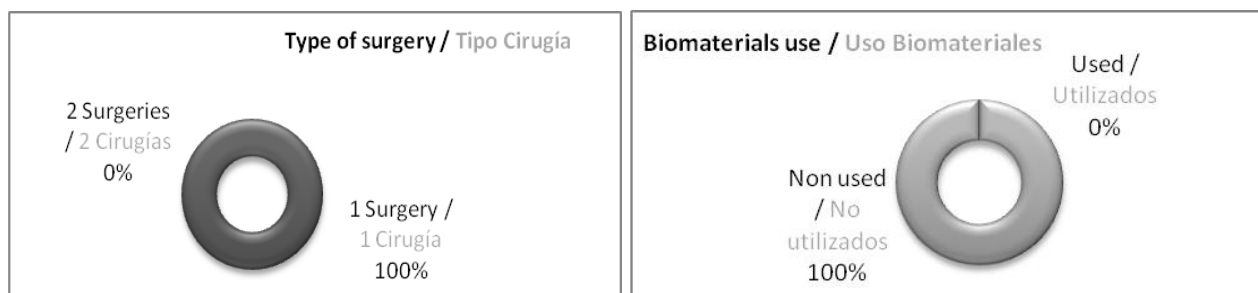 Type of surgery / Tipo Cirugía
2 Surgeries
/ 2 Cirugías
0%
1 Surgery /
1 Cirugía
100%
Biomaterials use / Uso Biomateriales
Used /
Utilizados
0%
Non used
/ No
utilizados
100%